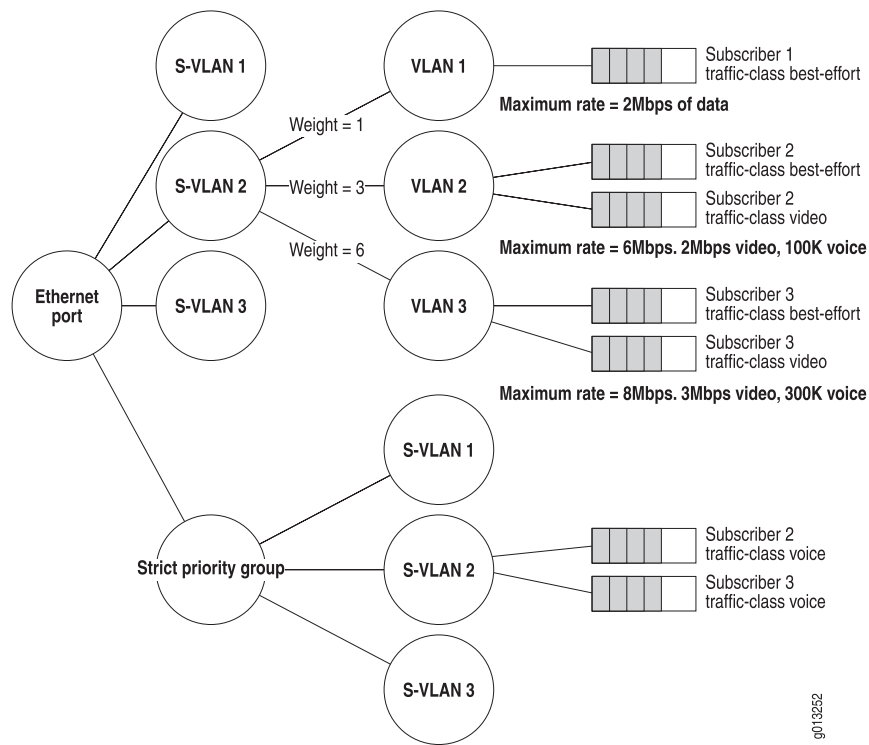 S-VLAN 1
VLAN 1
Subscriber 1
traffic-class best-effort
Maximum rate = 2Mbps of data
Weight = 1
S-VLAN 2
Weight = 3
VLAN 2
Subscriber 2
traffic-class best-effort
Subscriber 2
traffic-class video
Maximum rate = 6Mbps. 2Mbps video, 100K voice
Weight = 6
Ethernet
port
S-VLAN 3
VLAN 3
Subscriber 3
traffic-class best-effort
Subscriber 3
traffic-class video
Maximum rate = 8Mbps. 3Mbps video, 300K voice
S-VLAN 1
Strict priority group
S-VLAN 2
Subscriber 2
traffic-class voice
Subscriber 3
traffic-class voice
S-VLAN 3
g013252